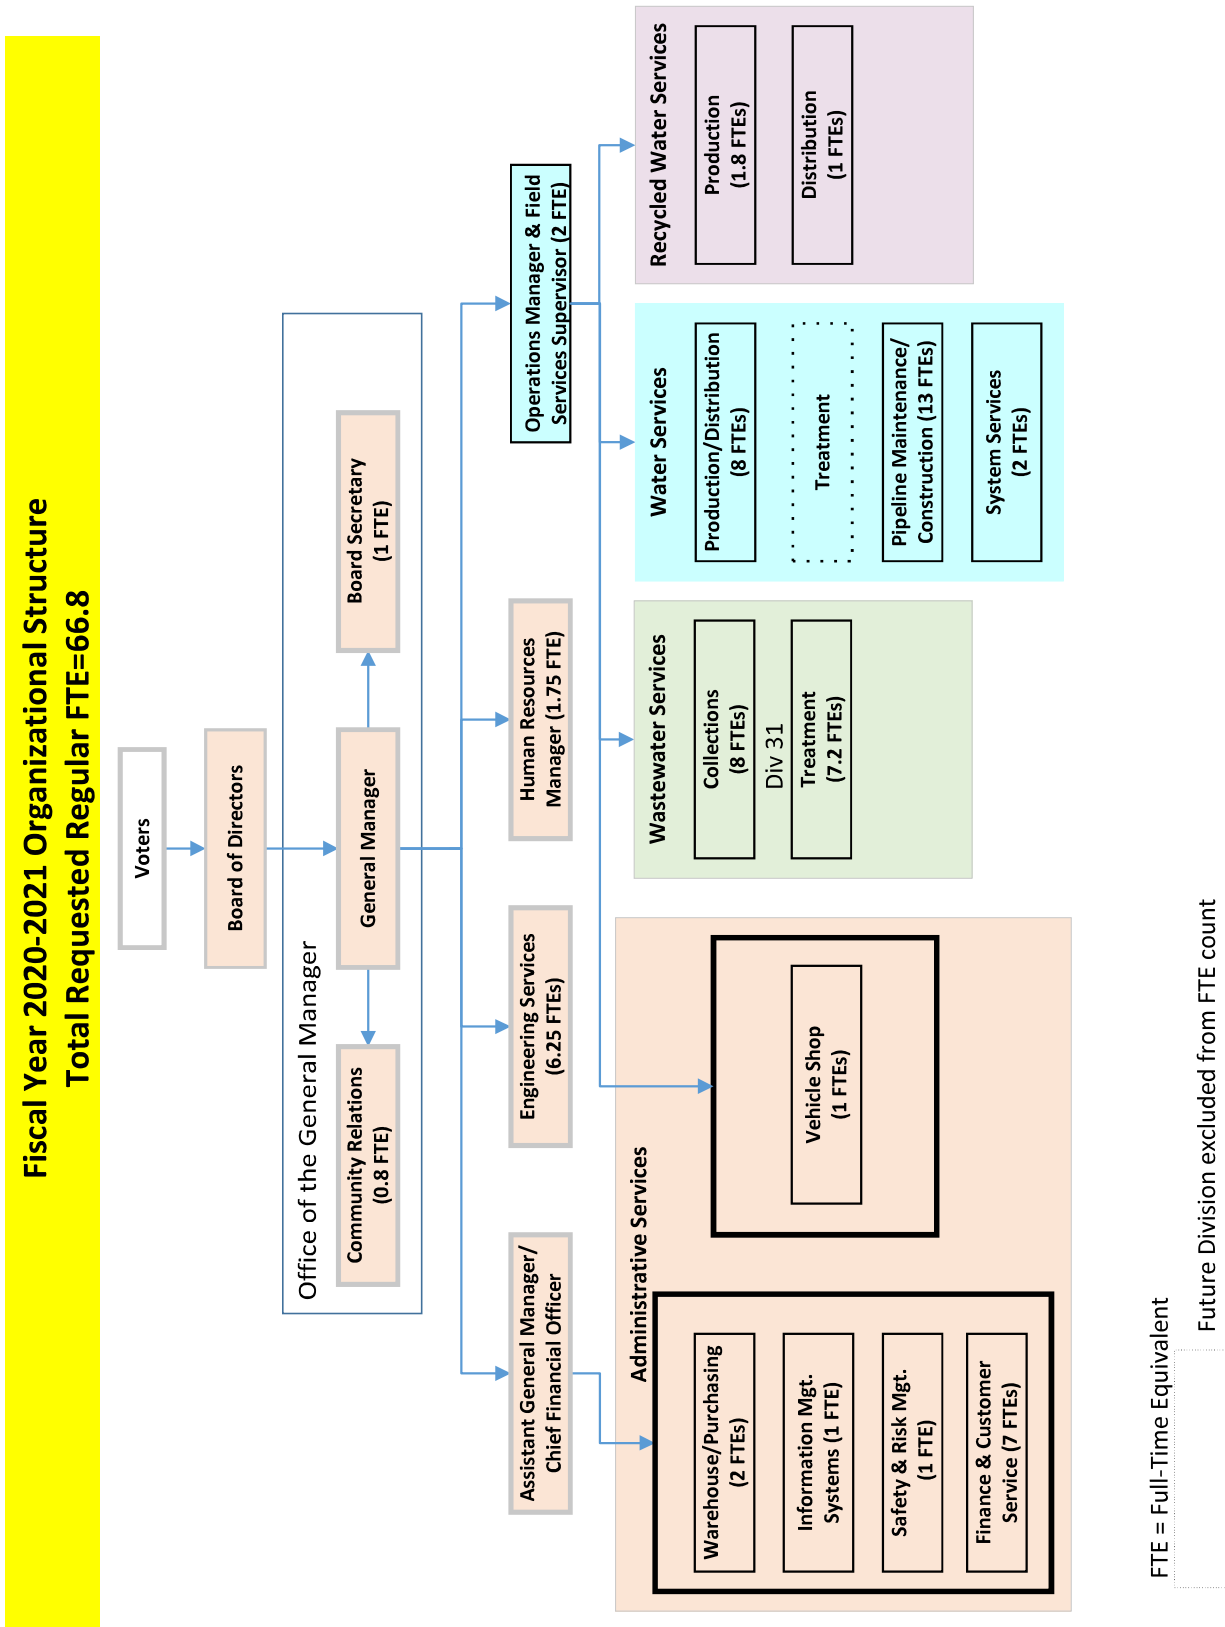 Fiscal Year 2020-2021 Organizational Structure
Total Requested Regular FTE=66.8
Voters
Board of Directors
Office of the General Manager
Community Relations
(0.8 FTE)
General Manager
Board Secretary
(1 FTE)
Assistant General Manager/
Chief Financial Officer
Engineering Services
(6.25 FTEs)
Human Resources
Manager (1.75 FTE)
Operations Manager & Field
Services Supervisor (2 FTE)
Administrative Services
Warehouse/Purchasing
(2 FTEs)
Information Mgt.
Systems (1 FTE)
Safety & Risk Mgt.
(1 FTE)
Finance & Customer
Service (7 FTEs)
Vehicle Shop
(1 FTEs)
Wastewater Services
Collections
(8 FTEs)
Div 31
Treatment
(7.2 FTEs)
Water Services
Production/Distribution
(8 FTEs)
Treatment
Pipeline Maintenance/
Construction (13 FTEs)
System Services
(2 FTEs)
Recycled Water Services
Production
(1.8 FTEs)
Distribution
(1 FTEs)
FTE = Full-Time Equivalent
Future Division excluded from FTE count